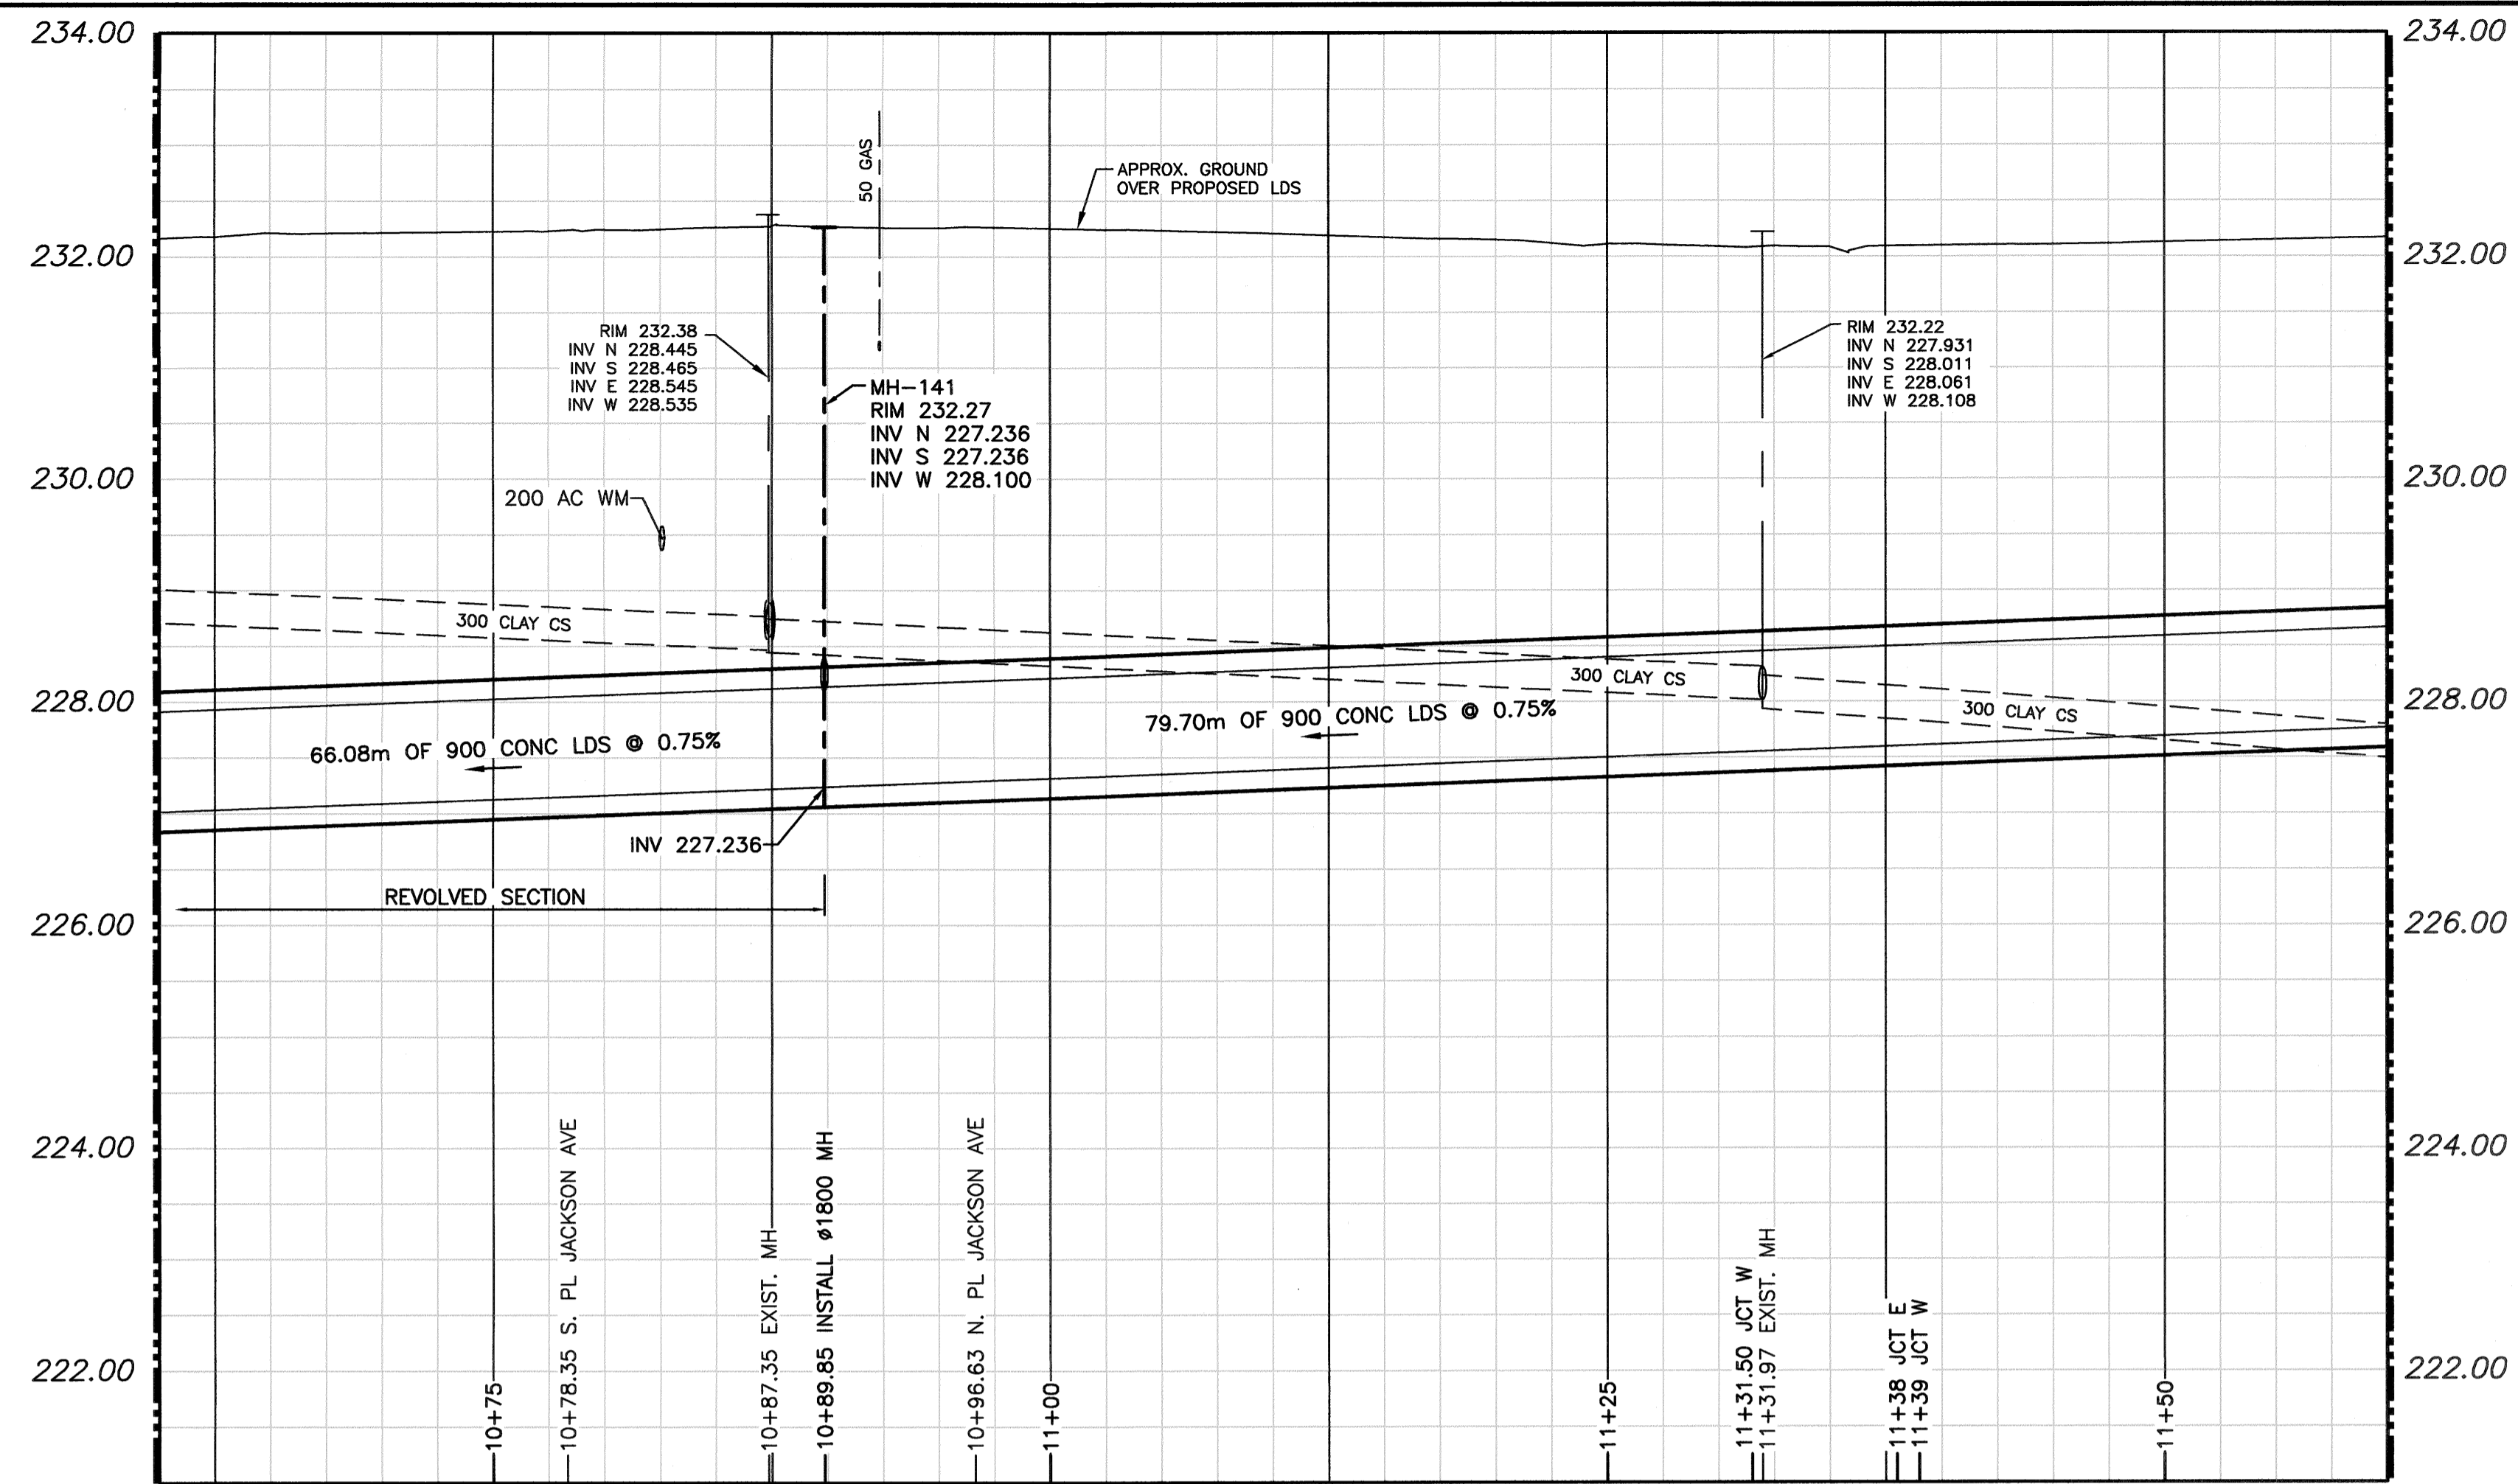 234.00
234.00
50 GAS
APPROX. GROUND
OVER PROPOSED LDS
232.00
232.00
RIM 232.38
INV N 228.445
INV S 228.465
INV E 228.545
INV W 228.535
RIM 232.22
INV N 227.931
INV S 228.011
INV E 228.061
INV W 228.108
MH-141
RIM 232.27
INV N 227.236
INV S 227.236
INV W 228.100
230.00
230.00
200 AC WM
300 CLAY CS
300 CLAY CS
300 CLAY CS
228.00
228.00
66.08m OF 900 CONC LDS @ 0.75%
79.70m OF 900 CONC LDS @ 0.75%
INV 227.236
REVOLVED SECTION
226.00
226.00
224.00
224.00
222.00
222.00
10+75
10+78.35 S. PL JACKSON AVE
10+87.35 EXIST. MH
10+89.85 INSTALL ø1800 MH
10+96.63 N. PL JACKSON AVE
11+00
11+25
11+31.50 JCT W
11+31.97 EXIST. MH
11+38 JCT E
11+39 JCT W
11+50